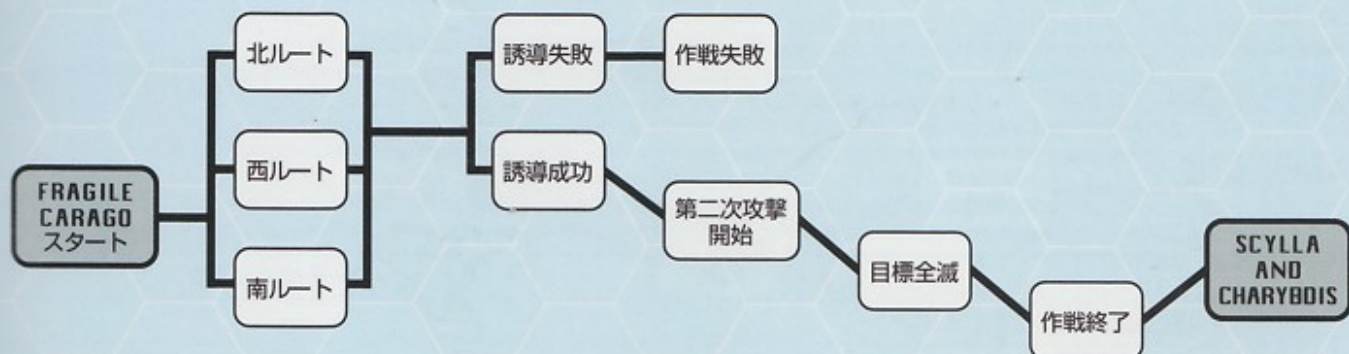 FRAGILE
CARAGO
スタート
北ルート
西ルート
南ルート
誘導失敗
作戦失敗
誘導成功
第二次攻撃
開始
目標全滅
作戦終了
SCYLLA
AND
CHARYBDIS